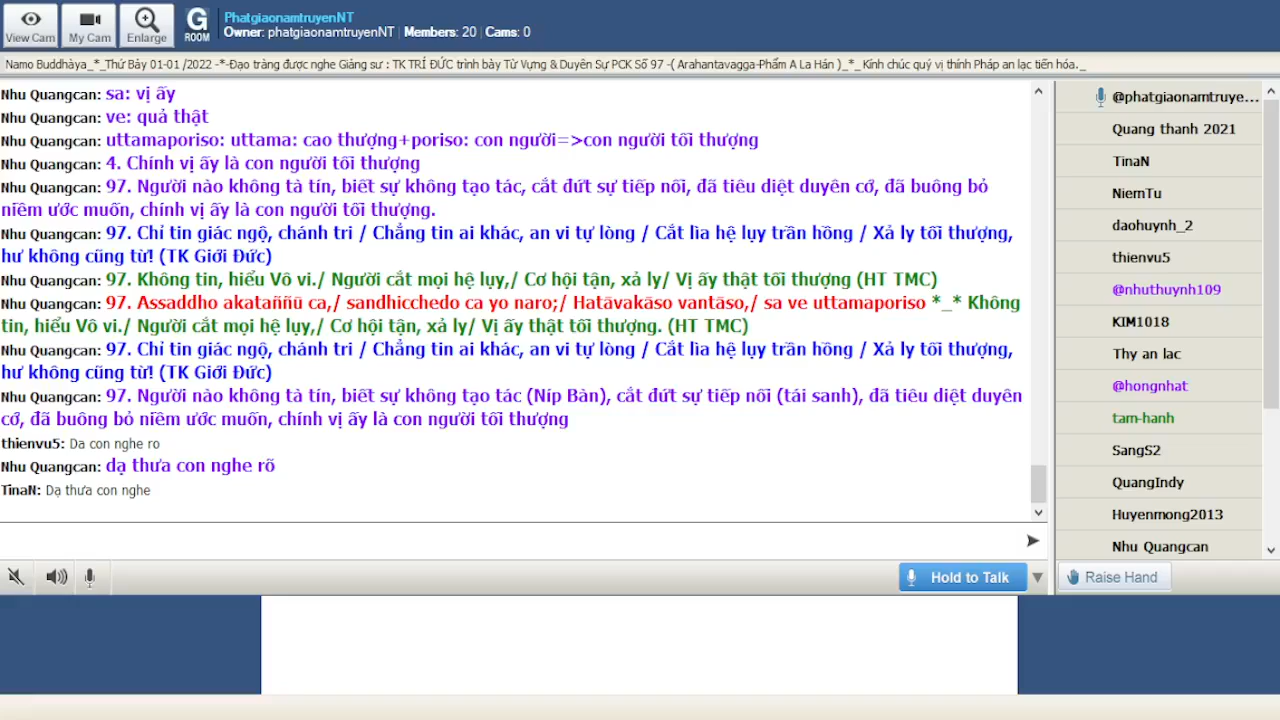 PhatgiaonamtruyenNT
Owner: phatgiaonamtruyenNT | Members: 20 | Cams: 0
View Cam
My Cam
Enlarge
G
ROOM
Namo Buddhàya_*_Thứ Bảy 01-01 /2022 -*-Đạo tràng được nghe Giảng sư : TK TRÍ ĐỨC trình bày Từ Vựng & Duyên Sự PCK Số 97 -( Arahantavagga-Phẩm A La Hán )_*_ Kính chúc quý vị thính Pháp an lạc tiến hóa._
Nhu Quangcan: sa: vị ấy
Nhu Quangcan: ve: quả thật
Nhu Quangcan: uttamaporiso: uttama: cao thượng+poriso: con người=>con người tối thượng
Nhu Quangcan: 4. Chính vị ấy là con người tối thượng
Nhu Quangcan: 97. Người nào không tà tín, biết sự không tạo tác, cắt đứt sự tiếp nối, đã tiêu diệt duyên cớ, đã buông bỏ
niềm ước muốn, chính vị ấy là con người tối thượng.
Nhu Quangcan: 97. Chỉ tin giác ngộ, chánh tri / Chẳng tin ai khác, an vi tự lòng / Cắt lìa hệ lụy trần hồng / Xả ly tối thượng,
hư không cũng từ! (TK Giới Đức)
Nhu Quangcan: 97. Không tin, hiểu Vô vi./ Người cắt mọi hệ lụy,/ Cơ hội tận, xả ly/ Vị ấy thật tối thượng (HT TMC)
Nhu Quangcan: 97. Assaddho akataññū ca,/ sandhicchedo ca yo naro;/ Hatāvakāso vantāso,/ sa ve uttamaporiso *_* Không
tin, hiểu Vô vi./ Người cắt mọi hệ lụy,/ Cơ hội tận, xả ly/ Vị ấy thật tối thượng. (HT TMC)
Nhu Quangcan: 97. Chỉ tin giác ngộ, chánh tri / Chẳng tin ai khác, an vi tự lòng / Cắt lìa hệ lụy trần hồng / Xả ly tối thượng,
hư không cũng từ! (TK Giới Đức)
Nhu Quangcan: 97. Người nào không tà tín, biết sự không tạo tác (Níp Bàn), cắt đứt sự tiếp nối (tái sanh), đã tiêu diệt duyên
cớ, đã buông bỏ niềm ước muốn, chính vị ấy là con người tối thượng
thienvu5: Da con nghe ro
Nhu Quangcan: dạ thưa con nghe rõ
TinaN: Dạ thưa con nghe
Hold to Talk
@phatgiaonamtruye...
Quang thanh 2021
TinaN
NiemTu
daohuynh_2
thienvu5
@nhuthuynh109
KIM1018
Thy an lac
@hongnhat
tam-hanh
SangS2
QuangIndy
Huyenmong2013
Nhu Quangcan
Raise Hand